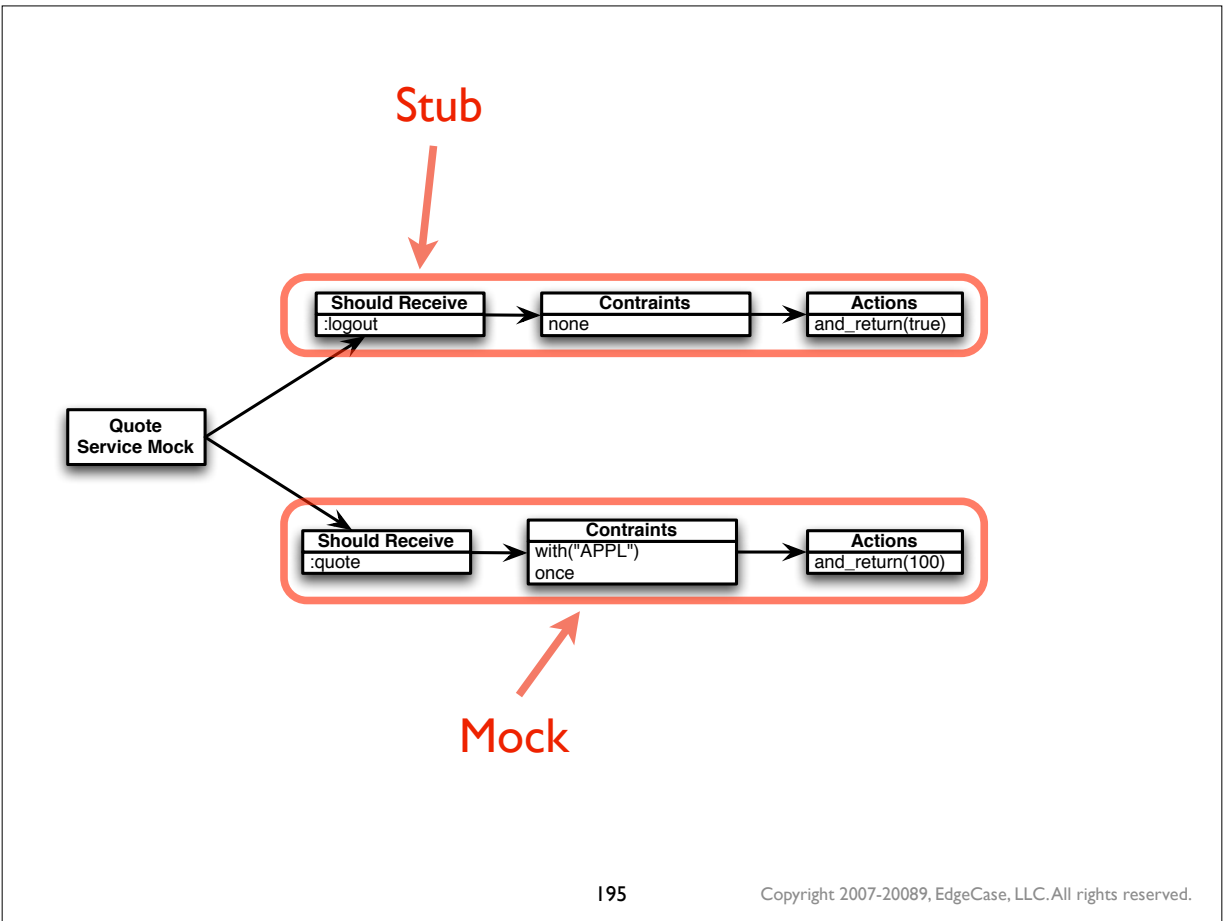 Stub
Should Receive
:logout
Contraints
none
Actions
and_return(true)
Quote
Service Mock
Should Receive
:quote
Contraints
with("APPL")
once
Actions
and_return(100)
Mock
195
Copyright 2007-20089, EdgeCase, LLC. All rights reserved.